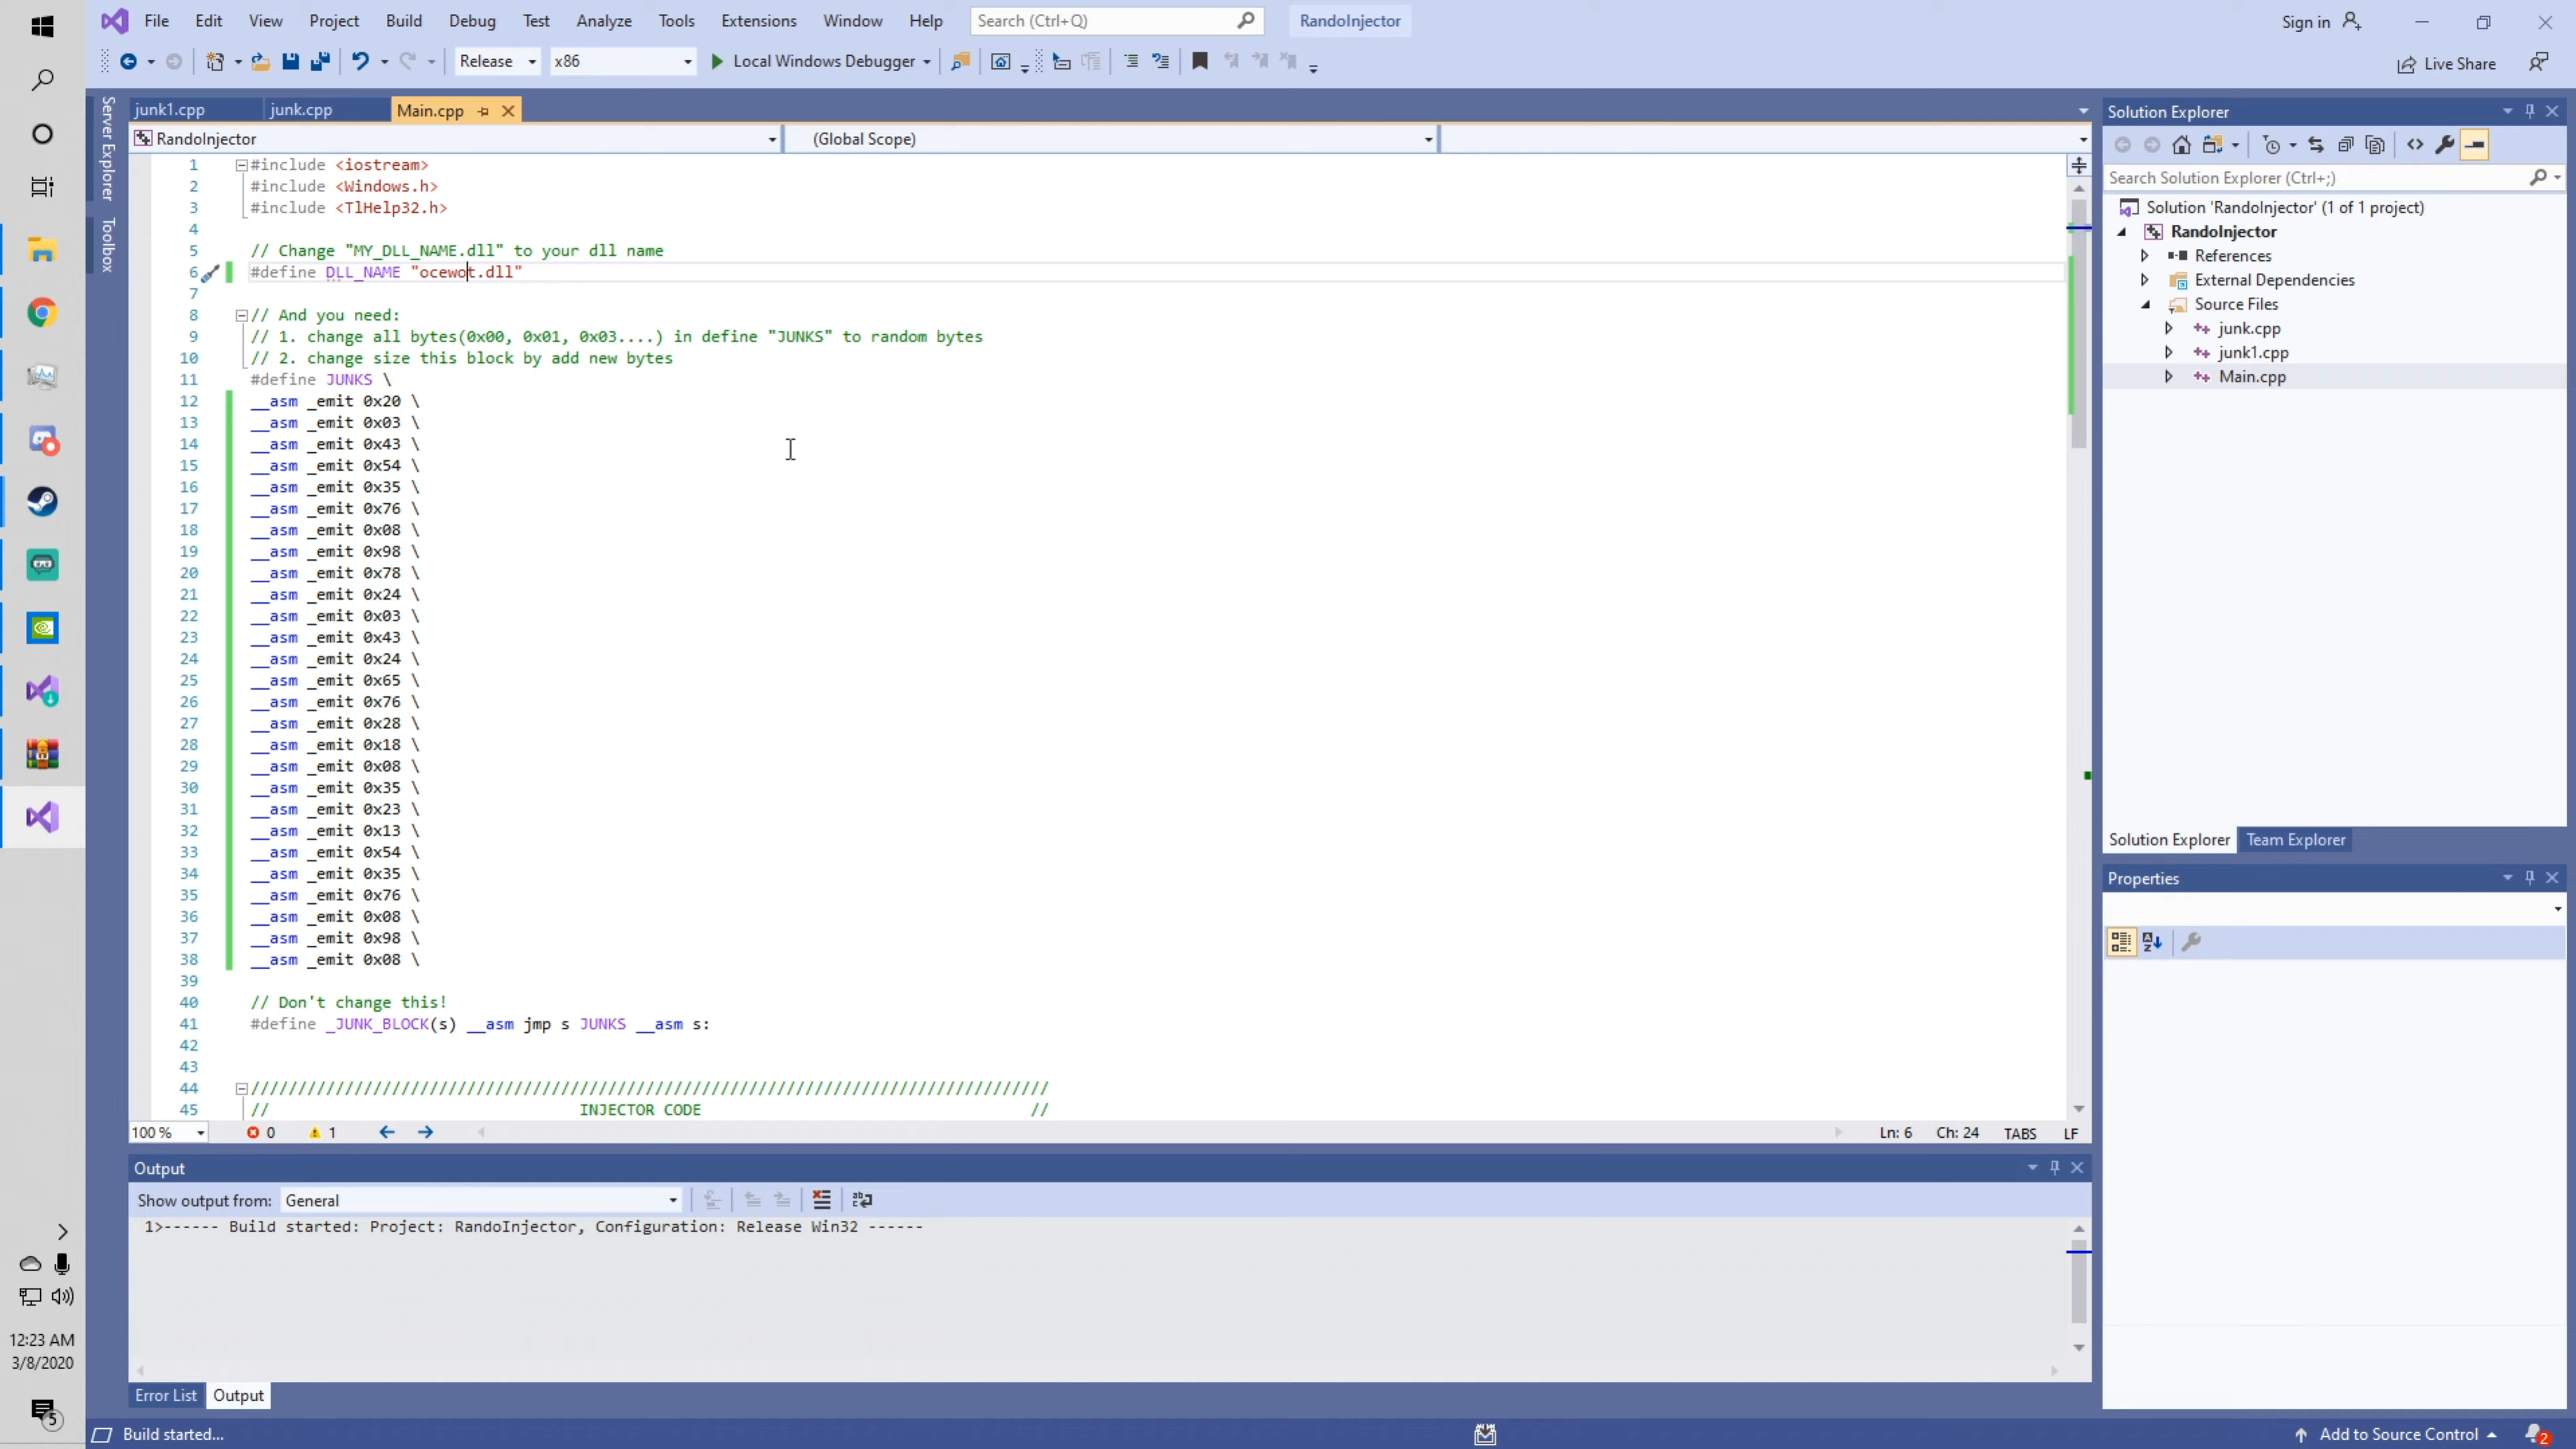 File Edit View Project Build Debug Test Analyze Tools Extensions Window Help Search (Ctrl+Q) RandoInjector Sign in
Release x86 Local Windows Debugger Live Share
Server Explorer
Toolbox
junk1.cpp junk.cpp Main.cpp
RandoInjector (Global Scope)
1 #include <iostream>
2 #include <Windows.h>
3 #include <TlHelp32.h>
4
5 // Change "MY_DLL_NAME.dll" to your dll name
6 #define DLL_NAME "ocewot.dll"
7
8 // And you need:
9 // 1. change all bytes(0x00, 0x01, 0x03....) in define "JUNKS" to random bytes
10 // 2. change size this block by add new bytes
11 #define JUNKS \
12 __asm _emit 0x20 \
13 __asm _emit 0x03 \
14 __asm _emit 0x43 \
15 __asm _emit 0x54 \
16 __asm _emit 0x35 \
17 __asm _emit 0x76 \
18 __asm _emit 0x08 \
19 __asm _emit 0x98 \
20 __asm _emit 0x78 \
21 __asm _emit 0x24 \
22 __asm _emit 0x03 \
23 __asm _emit 0x43 \
24 __asm _emit 0x24 \
25 __asm _emit 0x65 \
26 __asm _emit 0x76 \
27 __asm _emit 0x28 \
28 __asm _emit 0x18 \
29 __asm _emit 0x08 \
30 __asm _emit 0x35 \
31 __asm _emit 0x23 \
32 __asm _emit 0x13 \
33 __asm _emit 0x54 \
34 __asm _emit 0x35 \
35 __asm _emit 0x76 \
36 __asm _emit 0x08 \
37 __asm _emit 0x98 \
38 __asm _emit 0x08 \
39
40 // Don't change this!
41 #define _JUNK_BLOCK(s) __asm jmp s JUNKS __asm s:
42
43
44 /////////////////////////////////////////////////////////////////////////////////////
45 // INJECTOR CODE //
100 % 0 1 Ln: 6 Ch: 24 TABS LF
Output
Show output from: General
1>------ Build started: Project: RandoInjector, Configuration: Release Win32 ------
Error List Output
Build started... Add to Source Control 2
Solution Explorer
Search Solution Explorer (Ctrl+;)
Solution 'RandoInjector' (1 of 1 project)
RandoInjector
References
External Dependencies
Source Files
junk.cpp
junk1.cpp
Main.cpp
Solution Explorer Team Explorer
Properties
12:23 AM
3/8/2020
5